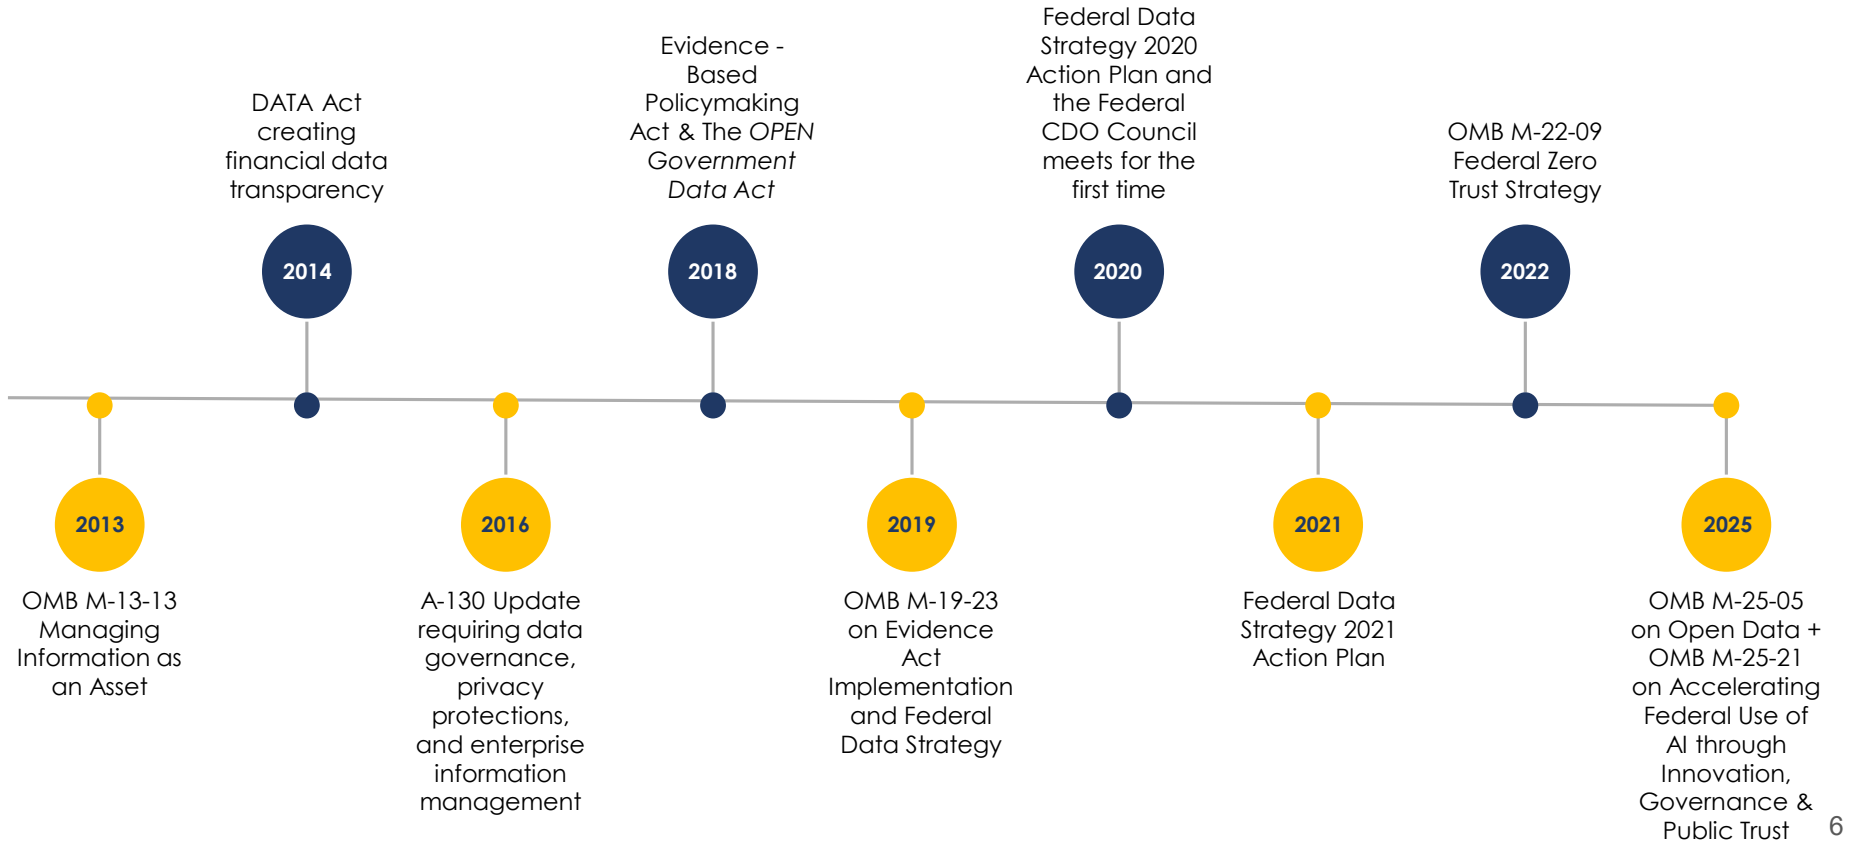 DATA Act
creating
financial data
transparency
2014
Evidence -
Based
Policymaking
Act & The OPEN
Government
Data Act
2018
Federal Data
Strategy 2020
Action Plan and
the Federal
CDO Council
meets for the
first time
2020
OMB M-22-09
Federal Zero
Trust Strategy
2022
2013
OMB M-13-13
Managing
Information as
an Asset
2016
A-130 Update
requiring data
governance,
privacy
protections,
and enterprise
information
management
2019
OMB M-19-23
on Evidence
Act
Implementation
and Federal
Data Strategy
2021
Federal Data
Strategy 2021
Action Plan
2025
OMB M-25-05
on Open Data +
OMB M-25-21
on Accelerating
Federal Use of
AI through
Innovation,
Governance &
Public Trust
6